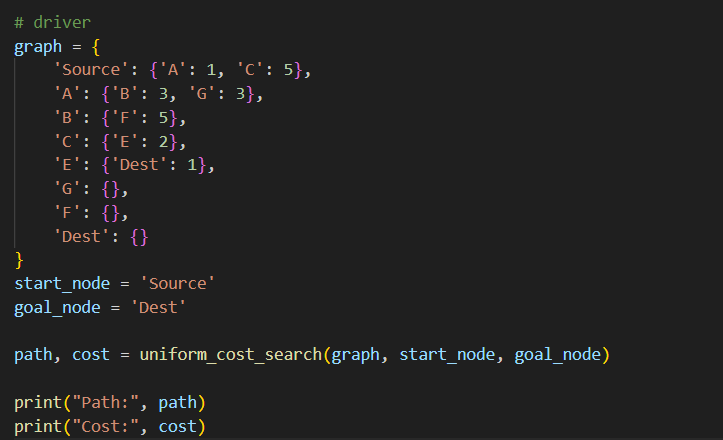 # driver
graph = {
    'Source': {'A': 1, 'C': 5},
    'A': {'B': 3, 'G': 3},
    'B': {'F': 5},
    'C': {'E': 2},
    'E': {'Dest': 1},
    'G': {},
    'F': {},
    'Dest': {}
}
start_node = 'Source'
goal_node = 'Dest'

path, cost = uniform_cost_search(graph, start_node, goal_node)

print("Path:", path)
print("Cost:", cost)